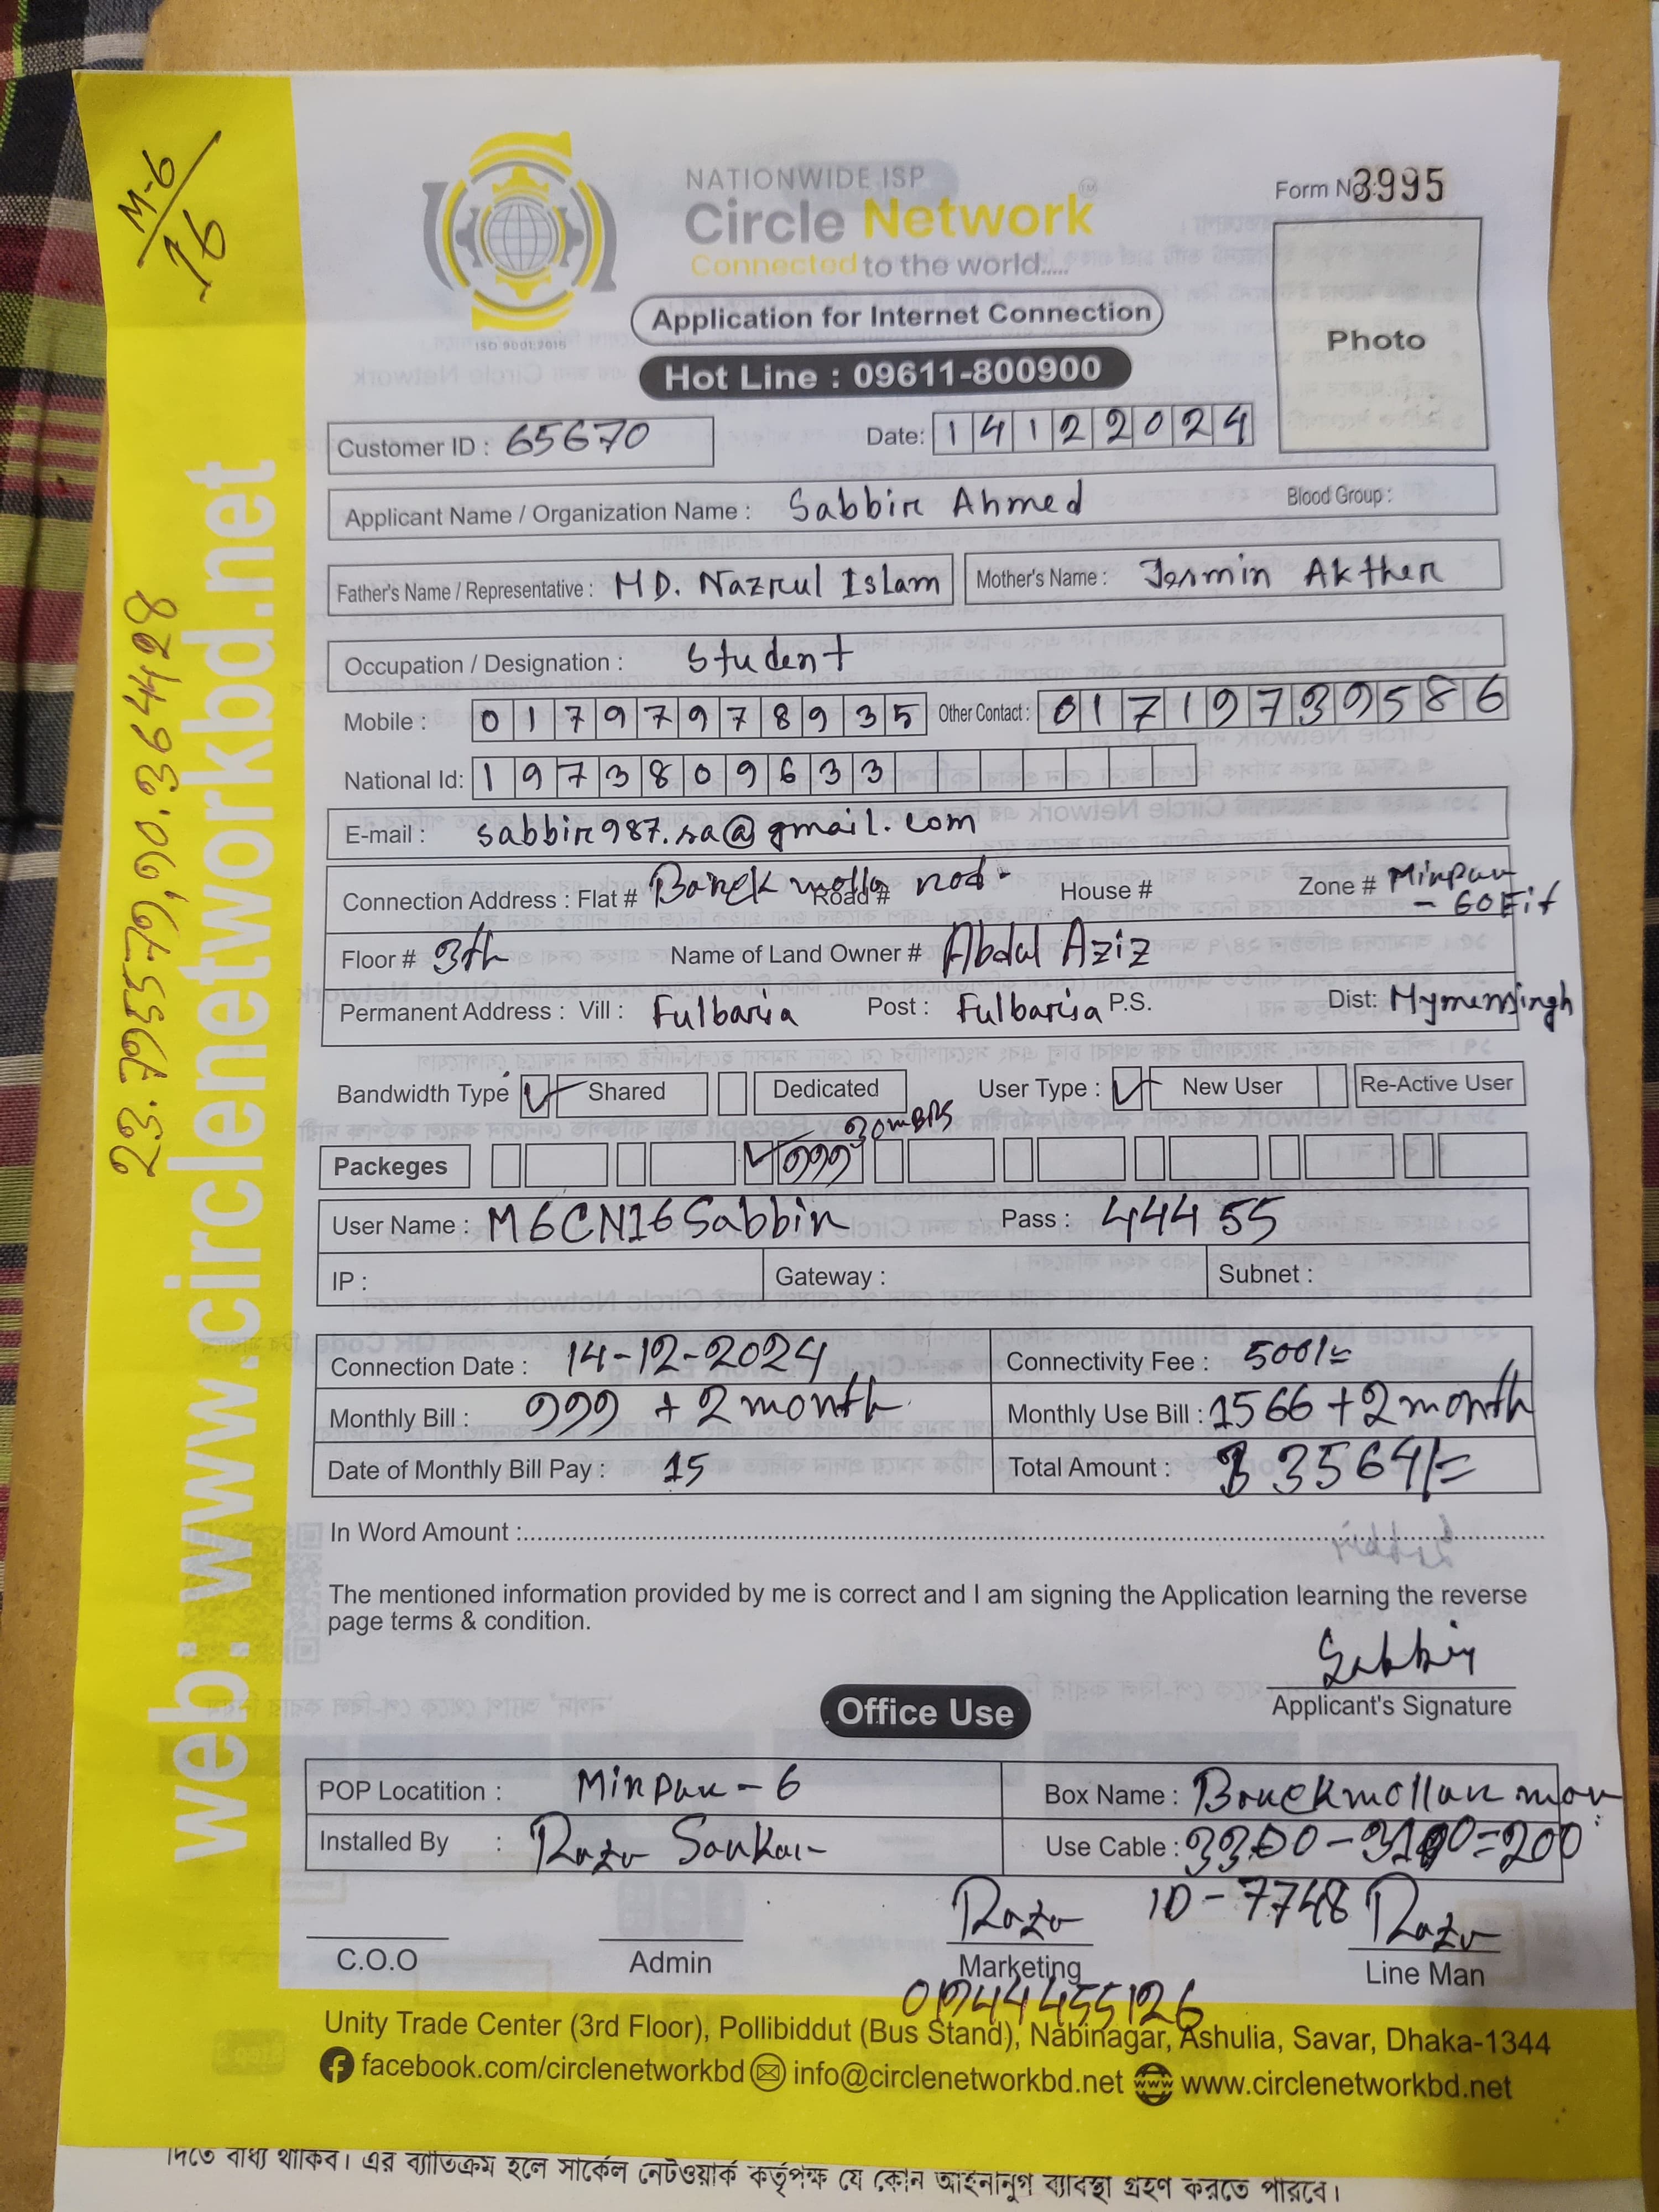 M-6
16
NATIONWIDE ISP
Circle Network™
Connected to the world.....
ISO 9001:2015
Form No: 3995
Photo
Application for Internet Connection
Hot Line : 09611-800900
Customer ID : 65670
Date: 14122024
Applicant Name / Organization Name : Sabbir Ahmed
Blood Group :
Father's Name / Representative : MD. Nazrul Islam
Mother's Name : Jesmin Akther
Occupation / Designation : Student
Mobile : 01797978935
Other Contact : 01719739586
National Id: 1973809633
E-mail : sabbir987.sa@gmail.com
Connection Address : Flat # Barek molla rod- Road # House # Zone # Mirpur - 60Fit
Floor # 3th Name of Land Owner # Abdul Aziz
Permanent Address : Vill : Fulbaria Post : Fulbaria P.S. Dist: Mymensingh
Bandwidth Type Shared Dedicated User Type : New User Re-Active User
30mBPS
Packeges 999
User Name : M6CN16Sabbir Pass : 44455
IP : Gateway : Subnet :
Connection Date : 14-12-2024 Connectivity Fee : 500/=
Monthly Bill : 999 + 2 month Monthly Use Bill : 1566 + 2 month
Date of Monthly Bill Pay : 15 Total Amount : 3564/=
In Word Amount :
The mentioned information provided by me is correct and I am signing the Application learning the reverse
page terms & condition.
Sabbir
Applicant's Signature
Office Use
POP Locatition : Mirpur - 6
Installed By : Razu Sarkar
Use Cable : 3300 - 3100 = 200
Razu ID - 7748 Razu
C.O.O Admin Marketing Line Man
Unity Trade Center (3rd Floor), Pollibiddut (Bus Stand), Nabinagar, Ashulia, Savar, Dhaka-1344
facebook.com/circlenetworkbd info@circlenetworkbd.net www.circlenetworkbd.net
web: www.circlenetworkbd.net
23.795579,90.364428
দিতে বাধ্য থাকিব। এর ব্যাতিক্রম হলে সার্কেল নেটওয়ার্ক কর্তৃপক্ষ যে কোন আইনানুগ ব্যাবস্থা গ্রহণ করতে পারবে।